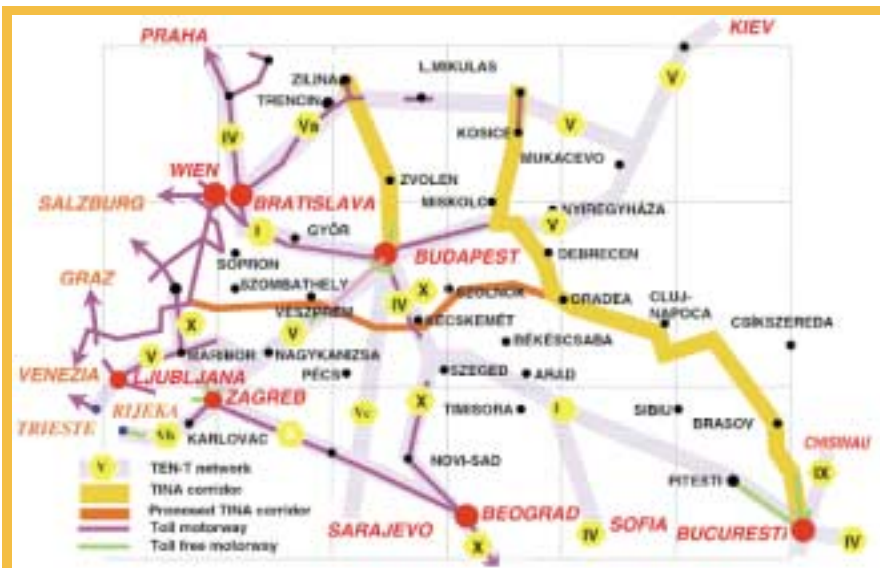 PRAHA
KIEV
ZILINA
L.MIKULAS
TRENCIN
V
Va
IV
V
KOSICE
MUKACEVO
WIEN
ZVOLEN
SALZBURG
BRATISLAVA
MISKOLC
NYIREGYHÁZA
I
GYŐR
V
BUDAPEST
DEBRECEN
SOPRON
GRAZ
SZOMBATHELY
X
SZOLNOK
ORADEA
IV
CLUJ-
NAPOCA
VESZPRÉM
KECSKEMÉT
CSÍKSZEREDA
X
V
BÉKÉSCSABA
V
MARIBOR
NAGYKANIZSA
VENEZIA
LJUBLJANA
PÉCS
SZEGED
ARAD
ZAGREB
X
RIJEKA
Vc
TIMISORA
SIBIU
BRASOV
TRIESTE
KARLOVAC
CHISINAU
NOVI-SAD
V
TEN-T network
PITESTI
IX
TINA corridor
Proposed TINA corridor
Toll motorway
BEOGRAD
SARAJEVO
SOFIA
BUCURESTI
Toll free motorway
X
IV
IV